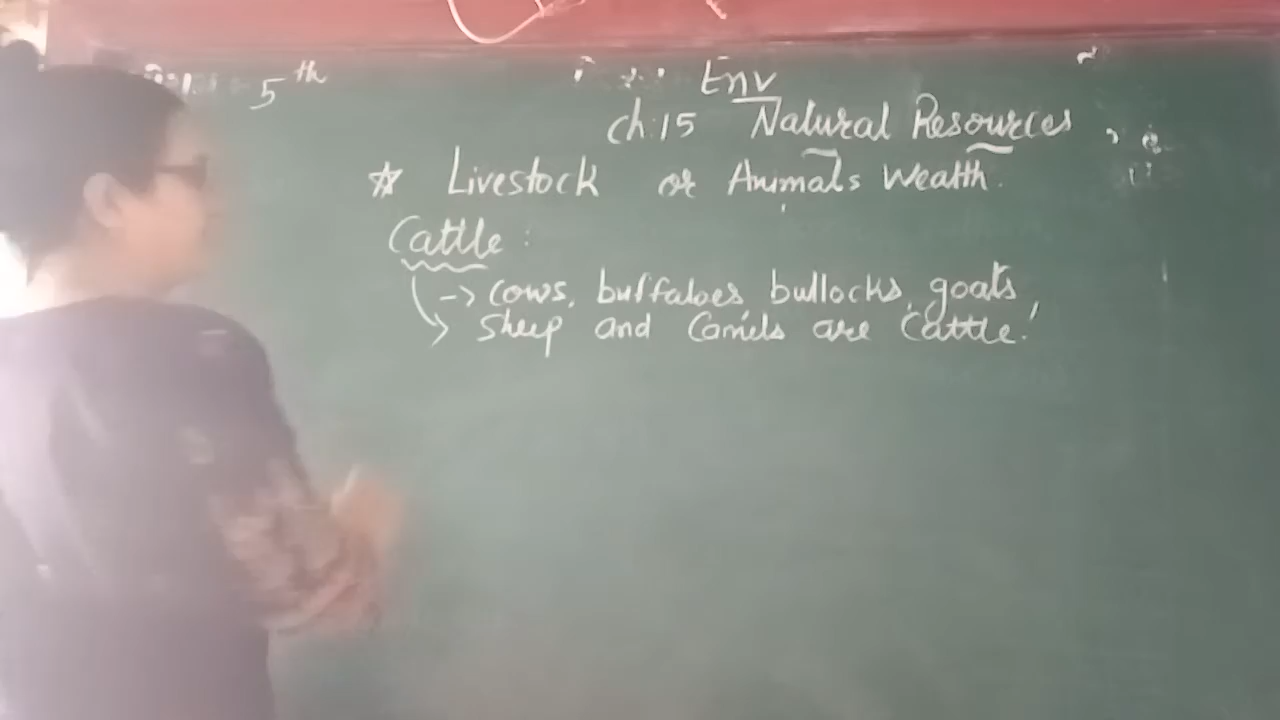 5th
Env
ch:15 Natural Resources
☆ Livestock or Animals Wealth.
Cattle:
-> Cows, buffaloes, bullocks, goats,
Sheep and Camels are Cattle.